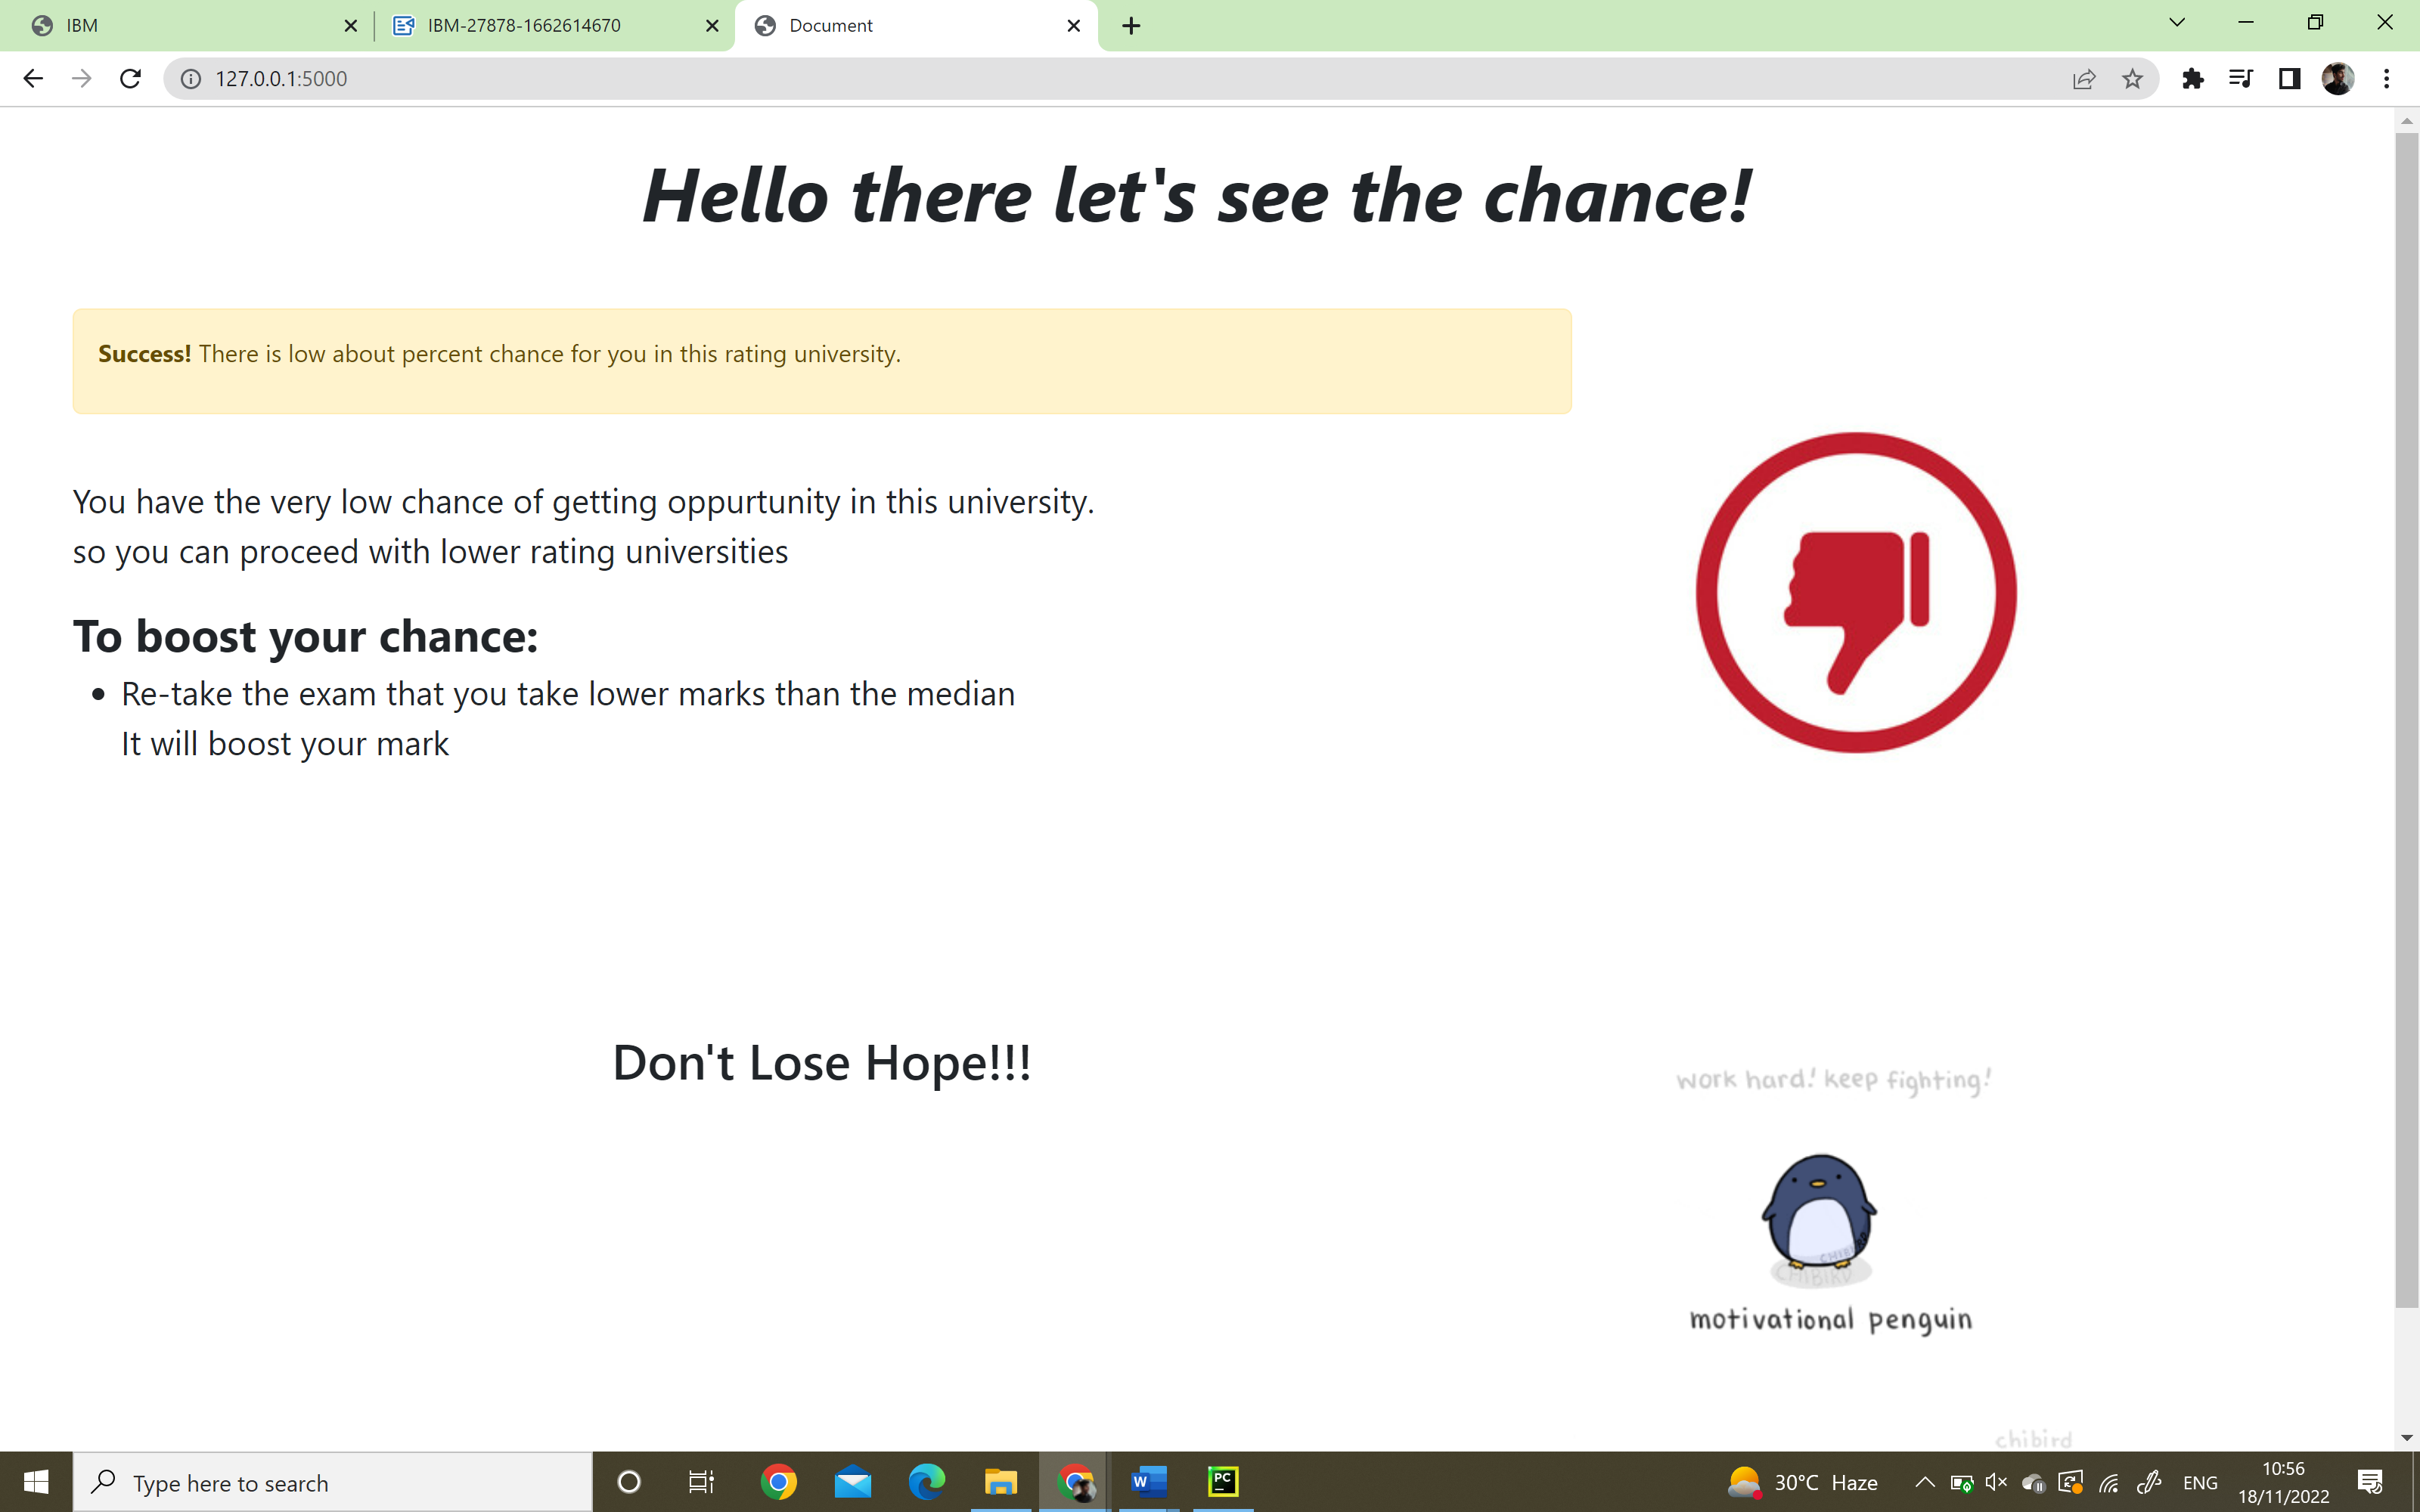 IBM
IBM-27878-1662614670
Document
127.0.0.1:5000
Hello there let's see the chance!
Success! There is low about percent chance for you in this rating university.
You have the very low chance of getting oppurtunity in this university.
so you can proceed with lower rating universities
To boost your chance:
• Re-take the exam that you take lower marks than the median
It will boost your mark
Don't Lose Hope!!!
work hard! keep fighting!
CHIBIRD
CHIBIRD
motivational penguin
chibird
Type here to search
W
PC
30°C Haze
ENG
10:56
18/11/2022